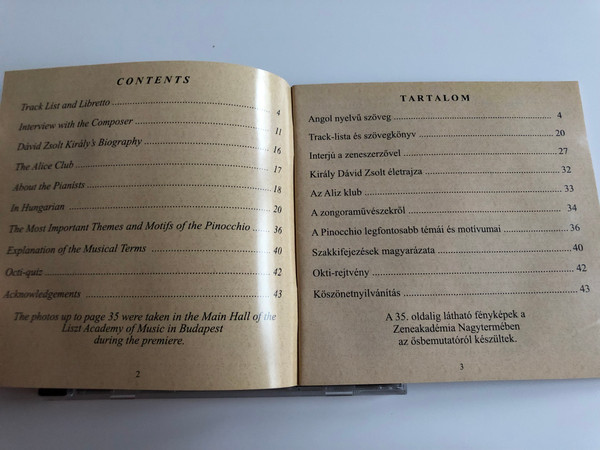 CONTENTS
Track List and Libretto ........ 4
Interview with the Composer ........ 11
Dávid Zsolt Király's Biography ........ 16
The Alice Club ........ 17
About the Pianists ........ 18
In Hungarian ........ 20
The Most Important Themes and Motifs of the Pinocchio ..... 36
Explanation of the Musical Terms ........ 40
Octi-quiz ........ 42
Acknowledgements ........ 43
The photos up to page 35 were taken in the Main Hall of the
Liszt Academy of Music in Budapest
during the premiere.
2
TARTALOM
Angol nyelvű szöveg ........ 4
Track-lista és szövegkönyv ........ 20
Interjú a zeneszerzővel ........ 27
Király Dávid Zsolt életrajza ........ 32
Az Aliz klub ........ 33
A zongoraművészekről ........ 34
A Pinocchio legfontosabb témái és motívumai ..... 36
Szakkifejezések magyarázata ........ 40
Okti-rejtvény ........ 42
Köszönetnyilvánítás ........ 43
A 35. oldalig látható fényképek a
Zeneakadémia Nagytermében
az ősbemutatóról készültek.
3